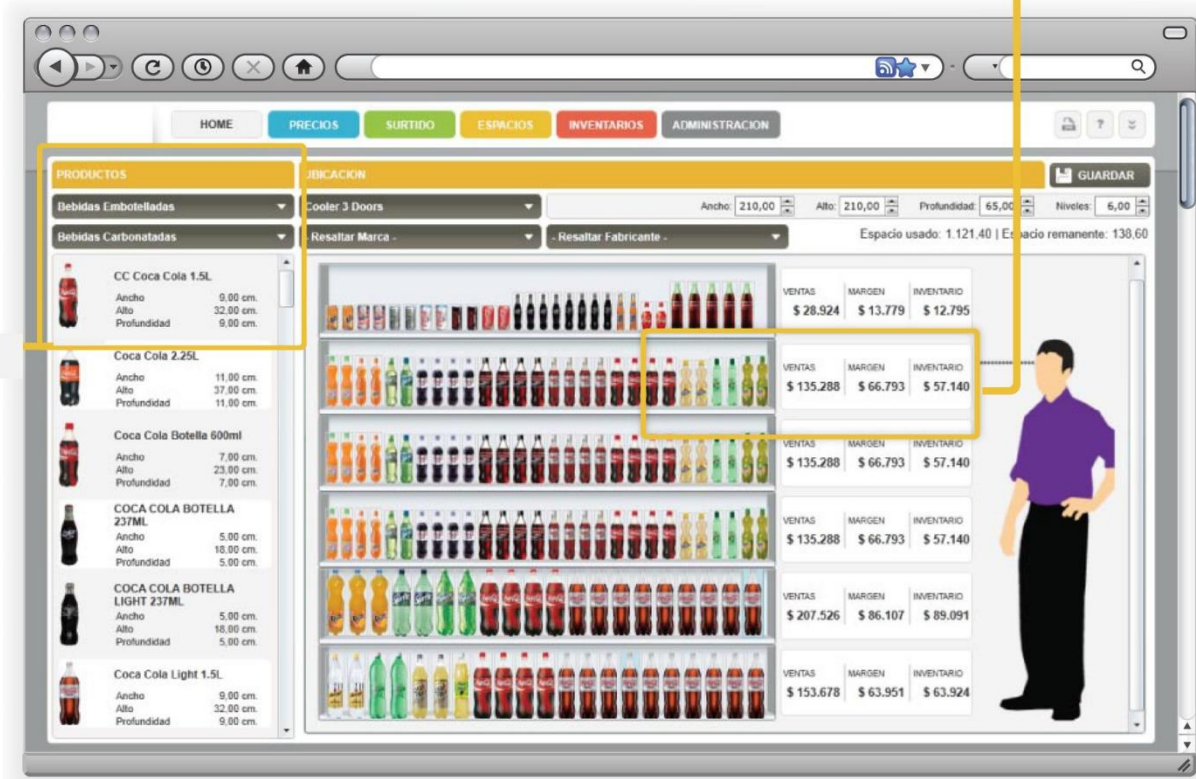 HOME PRECIOS SURTIDO ESPACIOS INVENTARIOS ADMINISTRACION ?
PRODUCTOS UBICACION GUARDAR
Bebidas Embotelladas Cooler 3 Doors Ancho: 210,00 Alto: 210,00 Profundidad: 65,00 Niveles: 6,00
Bebidas Carbonatadas - Resaltar Marca - - Resaltar Fabricante - Espacio usado: 1.121,40 | Espacio remanente: 138,60
CC Coca Cola 1.5L
Ancho 9,00 cm.
Alto 32,00 cm.
Profundidad 9,00 cm.
Coca Cola 2.25L
Ancho 11,00 cm.
Alto 37,00 cm.
Profundidad 11,00 cm.
Coca Cola Botella 600ml
Ancho 7,00 cm.
Alto 23,00 cm.
Profundidad 7,00 cm.
COCA COLA BOTELLA
237ML
Ancho 5,00 cm.
Alto 18,00 cm.
Profundidad 5,00 cm.
COCA COLA BOTELLA
LIGHT 237ML
Ancho 5,00 cm.
Alto 18,00 cm.
Profundidad 5,00 cm.
Coca Cola Light 1.5L
Ancho 9,00 cm.
Alto 32,00 cm.
Profundidad 9,00 cm.
VENTAS MARGEN INVENTARIO
$ 28.924 $ 13.779 $ 12.795
VENTAS MARGEN INVENTARIO
$ 135.288 $ 66.793 $ 57.140
VENTAS MARGEN INVENTARIO
$ 135.288 $ 66.793 $ 57.140
VENTAS MARGEN INVENTARIO
$ 135.288 $ 66.793 $ 57.140
VENTAS MARGEN INVENTARIO
$ 207.526 $ 86.107 $ 89.091
VENTAS MARGEN INVENTARIO
$ 153.678 $ 63.951 $ 63.924